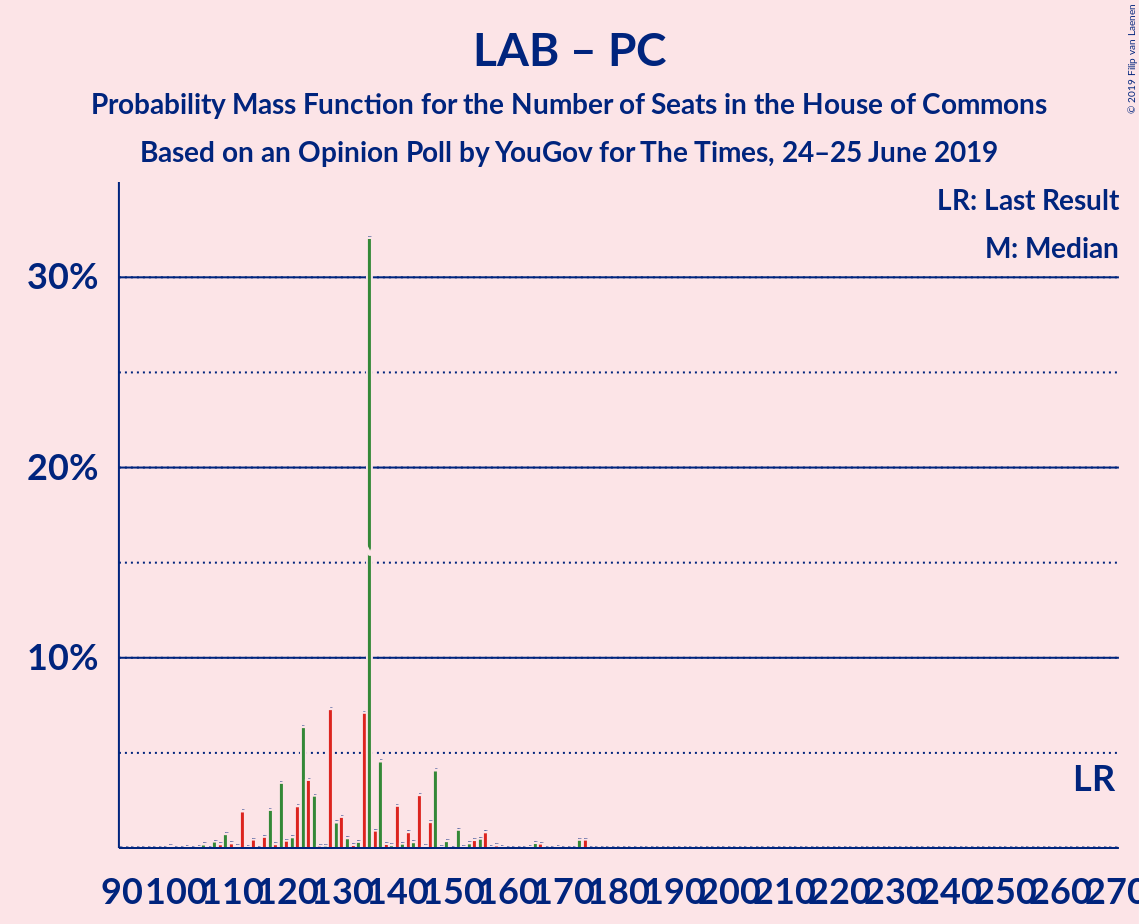 © 2019 Filip van Laenen
LAB – PC
Probability Mass Function for the Number of Seats in the House of Commons
Based on an Opinion Poll by YouGov for The Times, 24–25 June 2019
LR: Last Result
M: Median
30%
20%
10%
LR
90 100 110 120 130 140 150 160 170 180 190 200 210 220 230 240 250 260 270